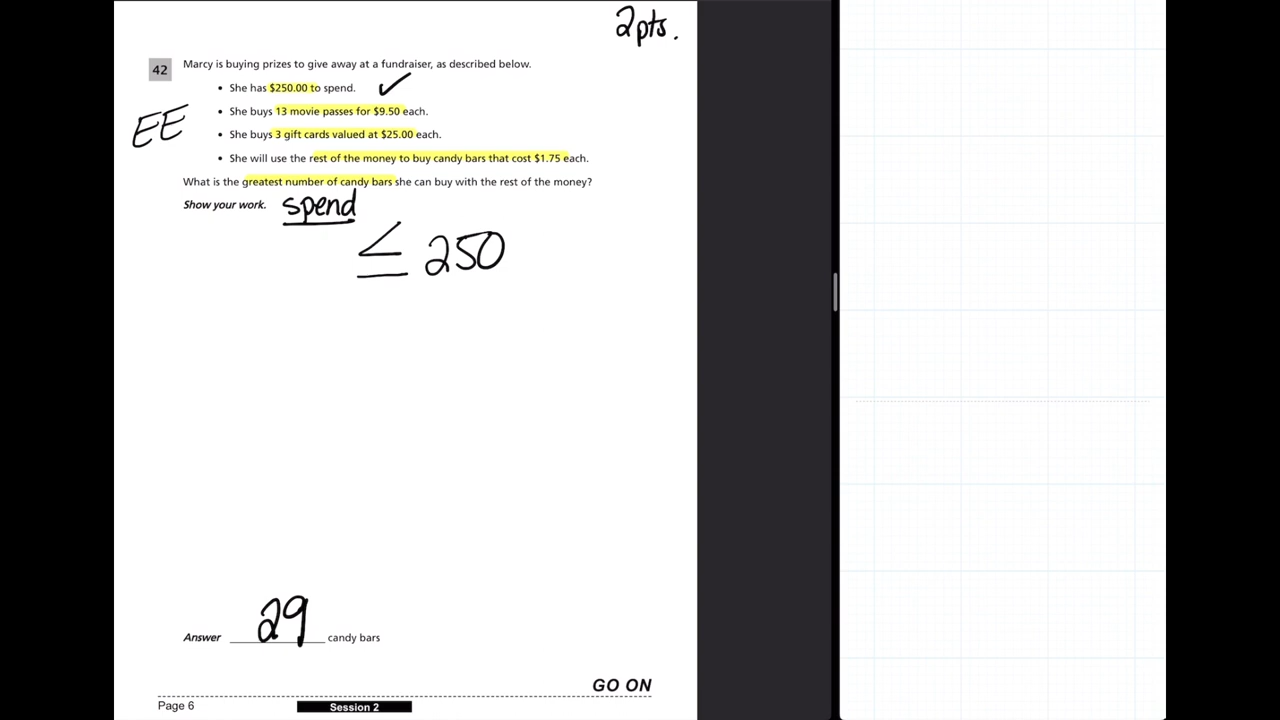 2pts.
42
Marcy is buying prizes to give away at a fundraiser, as described below.
• She has $250.00 to spend. ✓
EE
• She buys 13 movie passes for $9.50 each.
• She buys 3 gift cards valued at $25.00 each.
• She will use the rest of the money to buy candy bars that cost $1.75 each.
What is the greatest number of candy bars she can buy with the rest of the money?
Show your work. spend
≤ 250
Answer 29 candy bars
GO ON
Page 6 Session 2